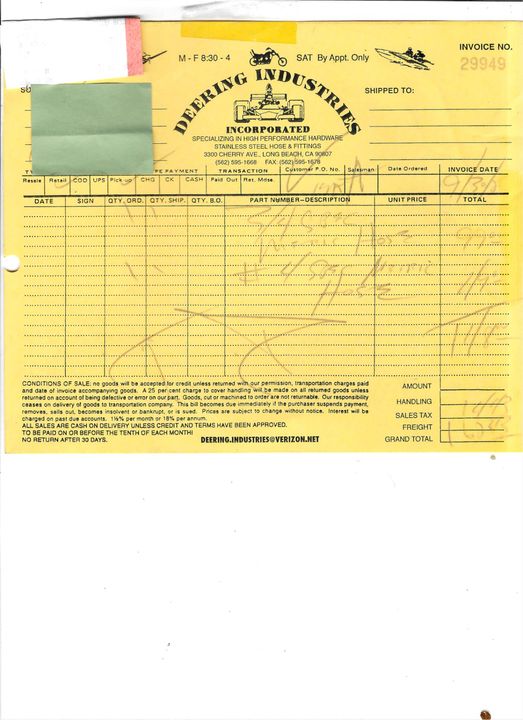 M - F 8:30 - 4
SAT By Appt. Only
INVOICE NO.
29949
DEERING INDUSTRIES
INCORPORATED
SPECIALIZING IN HIGH PERFORMANCE HARDWARE
STAINLESS STEEL HOSE & FITTINGS
3300 CHERRY AVE., LONG BEACH, CA 90807
(562) 595-1668 FAX: (562) 595-1678
SHIPPED TO:
PAYMENT TRANSACTION Customer P.O. No. Salesman Date Ordered INVOICE DATE
Resale Retail COD UPS Pick up CHG CK CASH Paid Out Ret. Mdse.
DATE SIGN QTY. ORD. QTY. SHIP. QTY. B.O. PART NUMBER–DESCRIPTION UNIT PRICE TOTAL
Hose
# 4
Hose
CONDITIONS OF SALE: no goods will be accepted for credit unless returned with our permission, transportation charges paid
and date of invoice accompanying goods. A 25 per cent charge to cover handling will be made on all returned goods unless
returned on account of being defective or error on our part. Goods, cut or machined to order are not returnable. Our responsibility
ceases on delivery of goods to transportation company. This bill becomes due immediately if the purchaser suspends payment,
removes, sells out, becomes insolvent or bankrupt, or is sued. Prices are subject to change without notice. Interest will be
charged on past due accounts. 1½% per month or 18% per annum.
ALL SALES ARE CASH ON DELIVERY UNLESS CREDIT AND TERMS HAVE BEEN APPROVED.
TO BE PAID ON OR BEFORE THE TENTH OF EACH MONTH!
NO RETURN AFTER 30 DAYS.
DEERING.INDUSTRIES@VERIZON.NET
AMOUNT
HANDLING
SALES TAX
FREIGHT
GRAND TOTAL